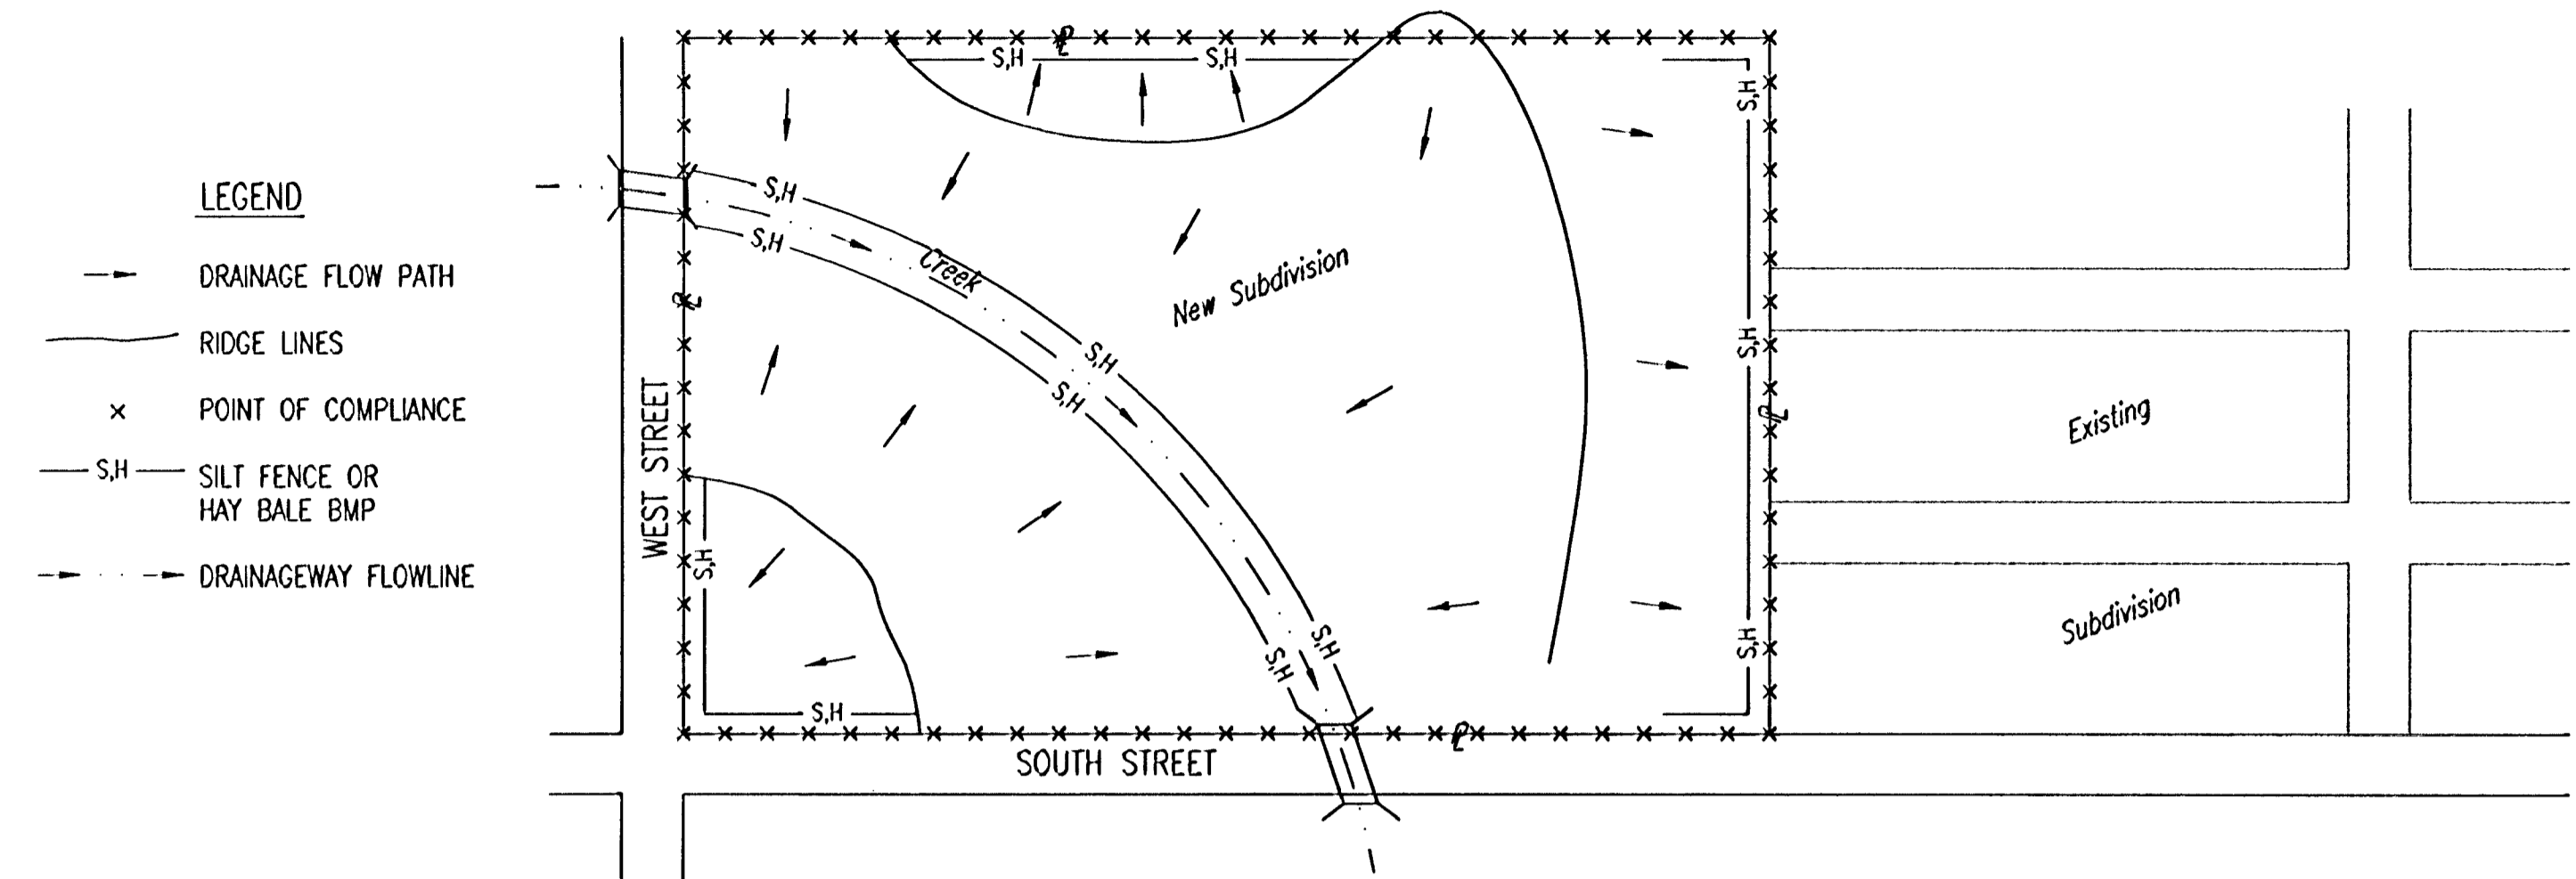 LEGEND
DRAINAGE FLOW PATH
RIDGE LINES
x POINT OF COMPLIANCE
S,H SILT FENCE OR
HAY BALE BMP
DRAINAGEWAY FLOWLINE
WEST STREET
SOUTH STREET
Creek
New Subdivision
Existing
Subdivision
℄
S,H
S,H
S,H
S,H
S,H
S,H
S,H
S,H
S,H
S,H
S,H
S,H
S,H
℄
℄
℄